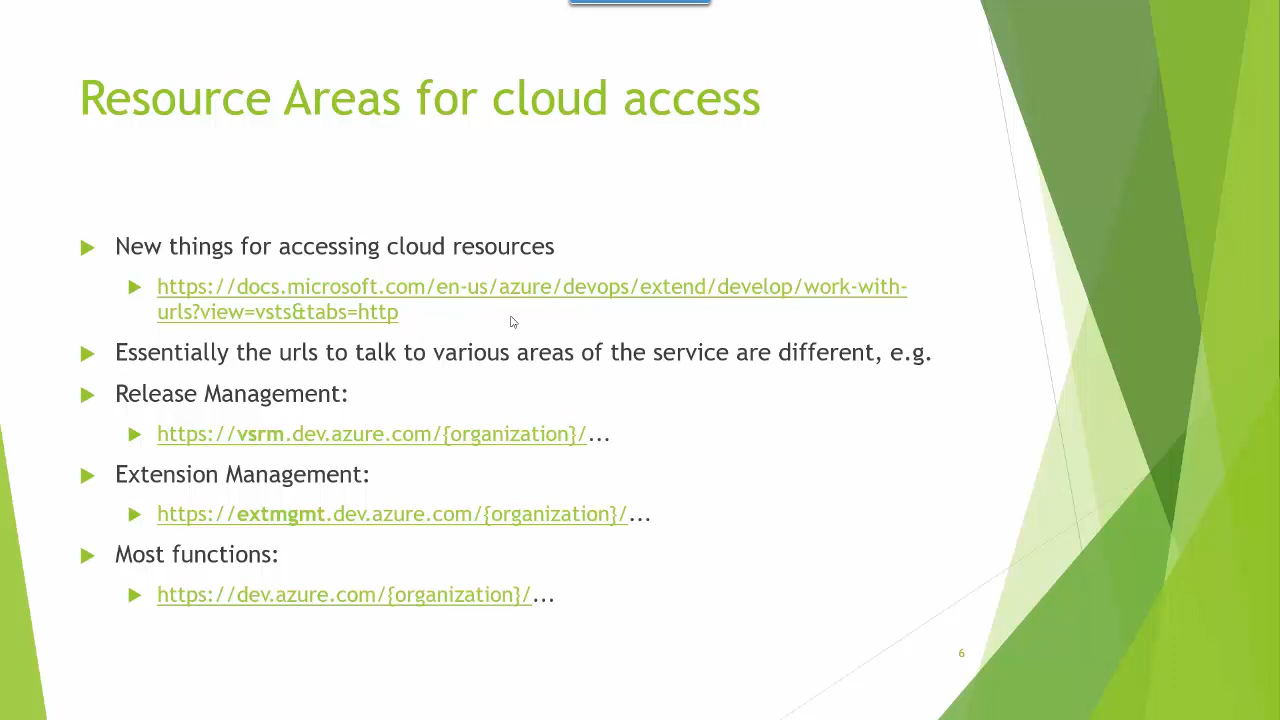 Resource Areas for cloud access
New things for accessing cloud resources
https://docs.microsoft.com/en-us/azure/devops/extend/develop/work-with-
urls?view=vsts&tabs=http
Essentially the urls to talk to various areas of the service are different, e.g.
Release Management:
https://vsrm.dev.azure.com/{organization}/...
Extension Management:
https://extmgmt.dev.azure.com/{organization}/...
Most functions:
https://dev.azure.com/{organization}/...
6